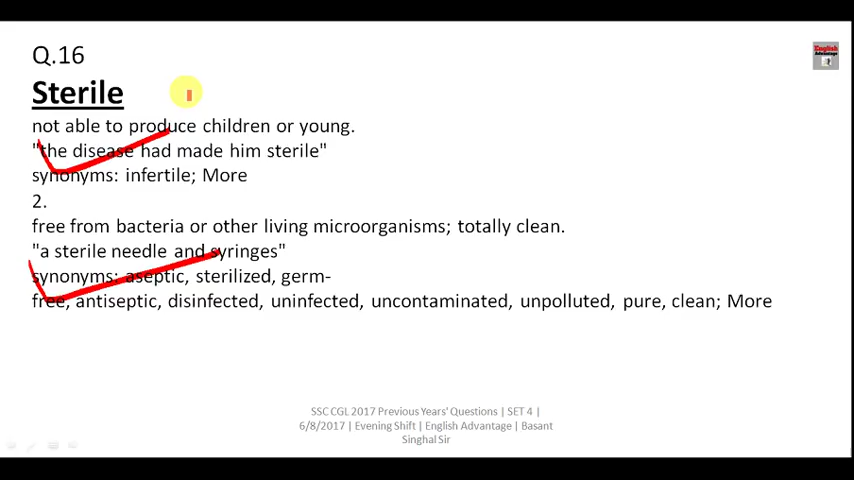 Q.16
English
Advantage
Sterile
not able to produce children or young.
"the disease had made him sterile"
synonyms: infertile; More
2.
free from bacteria or other living microorganisms; totally clean.
"a sterile needle and syringes"
synonyms: aseptic, sterilized, germ-
free, antiseptic, disinfected, uninfected, uncontaminated, unpolluted, pure, clean; More
SSC CGL 2017 Previous Years' Questions | SET 4 |
6/8/2017 | Evening Shift | English Advantage | Basant
Singhal Sir